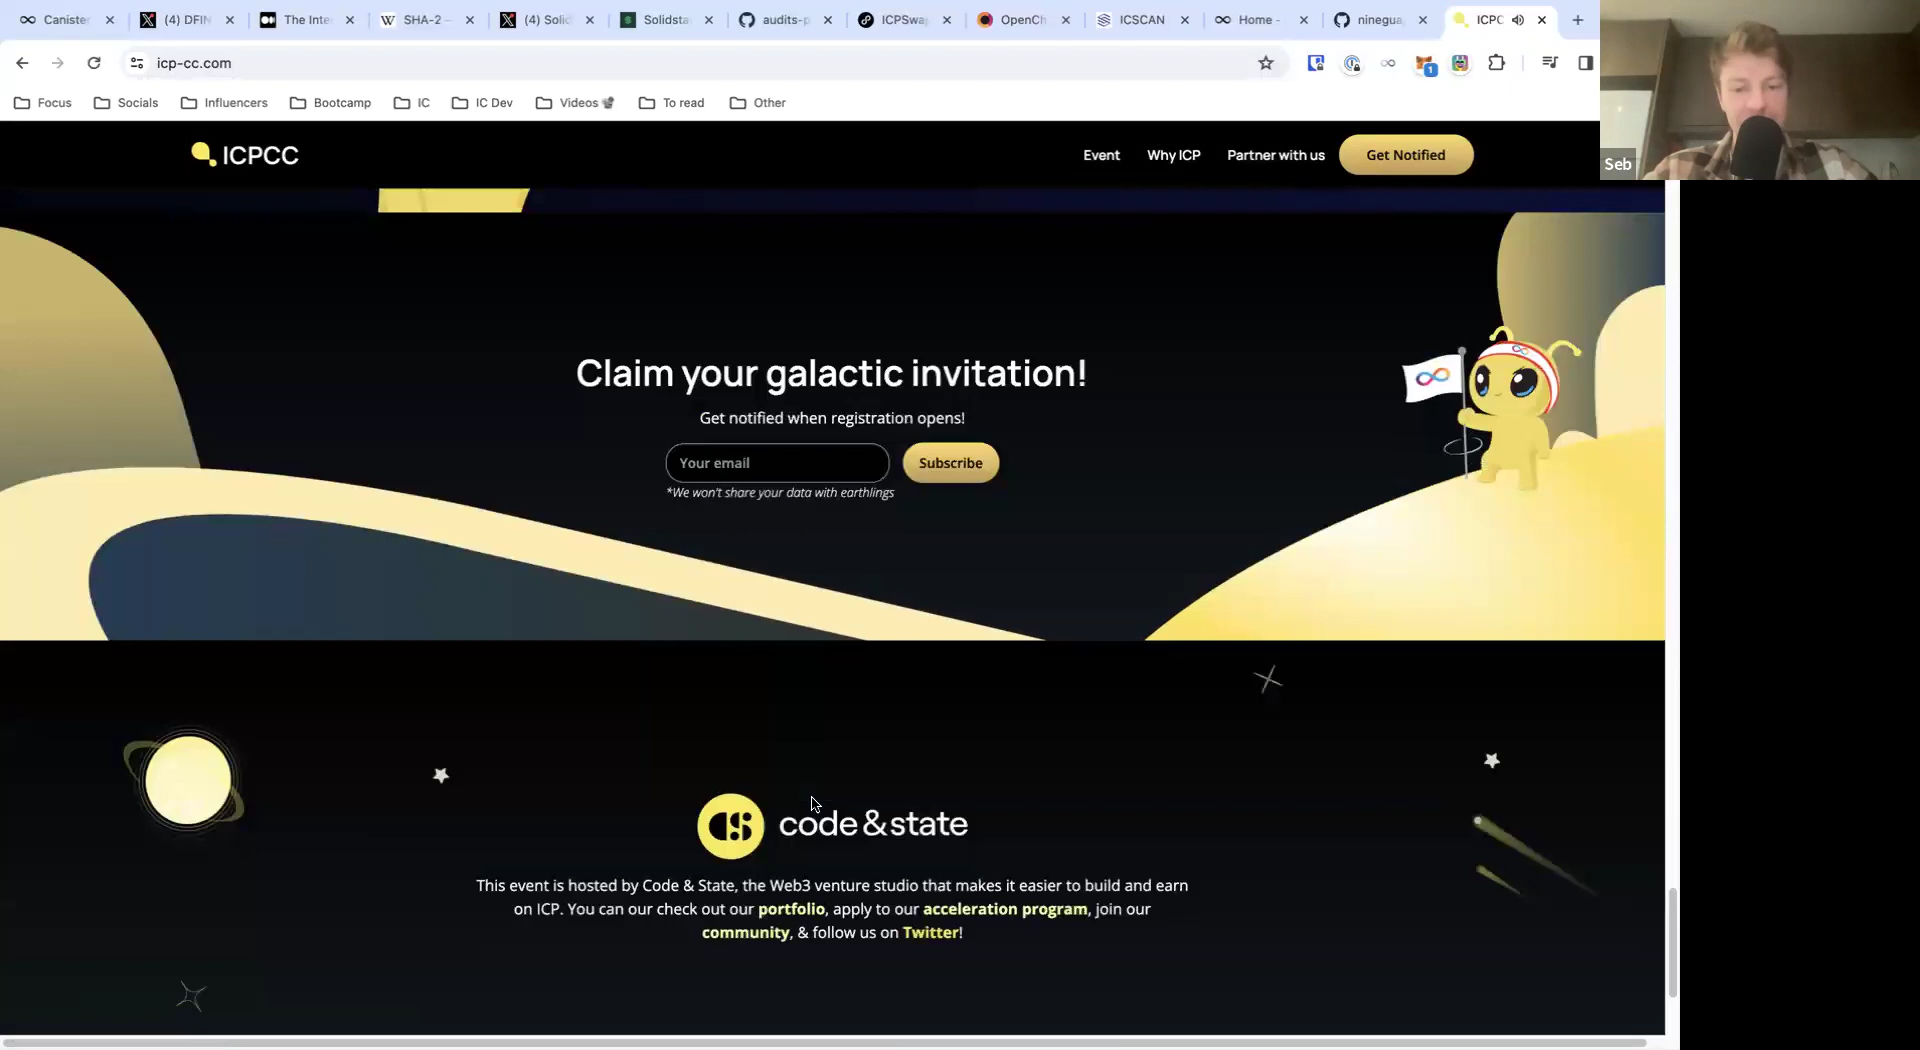 Canister
(4) DFIN
The Inte
SHA-2 –
(4) Solid
Solidsta
audits-p
ICPSwap
OpenCh
ICSCAN
Home -
ninegua
ICPC
icp-cc.com
1
Focus
Socials
Influencers
Bootcamp
IC
IC Dev
Videos
To read
Other
ICPCC
Event
Why ICP
Partner with us
Get Notified
Seb
Claim your galactic invitation!
Get notified when registration opens!
Your email
Subscribe
*We won't share your data with earthlings
code & state
This event is hosted by Code & State, the Web3 venture studio that makes it easier to build and earn
on ICP. You can our check out our portfolio, apply to our acceleration program, join our
community, & follow us on Twitter!